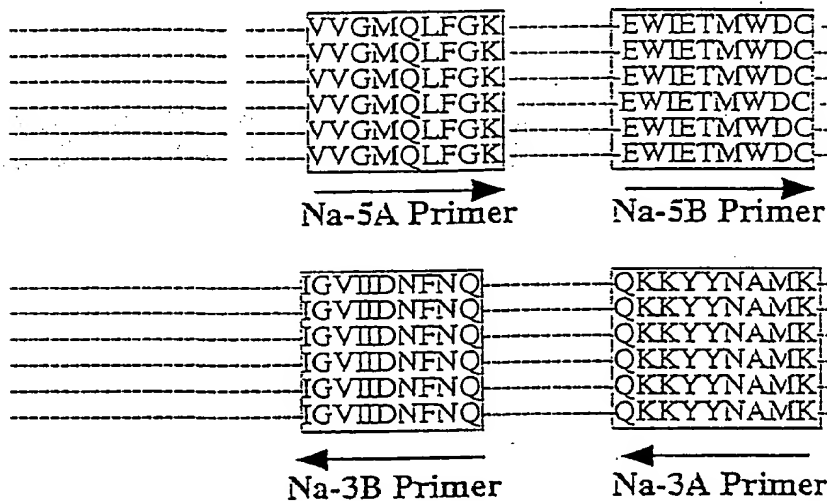 VVGMQLFGK EWIETMWDC
VVGMQLFGK EWIETMWDC
VVGMQLFGK EWIETMWDC
VVGMQLFGK EWIETMWDC
VVGMQLFGK EWIETMWDC
VVGMQLFGK EWIETMWDC
Na-5A Primer Na-5B Primer
IGVIIDNFNQ QKKYYNAMK
IGVIIDNFNQ QKKYYNAMK
IGVIIDNFNQ QKKYYNAMK
IGVIIDNFNQ QKKYYNAMK
IGVIIDNFNQ QKKYYNAMK
IGVIIDNFNQ QKKYYNAMK
Na-3B Primer Na-3A Primer